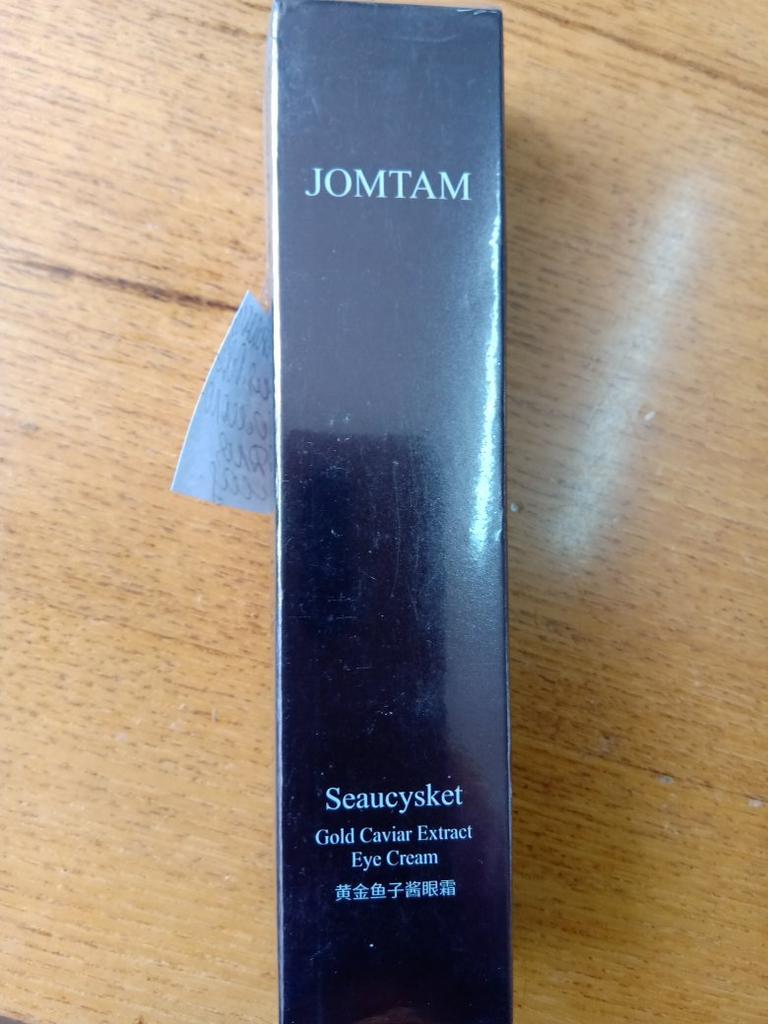 JOMTAM
Seaucysket
Gold Caviar Extract
Eye Cream
黄金鱼子酱眼霜